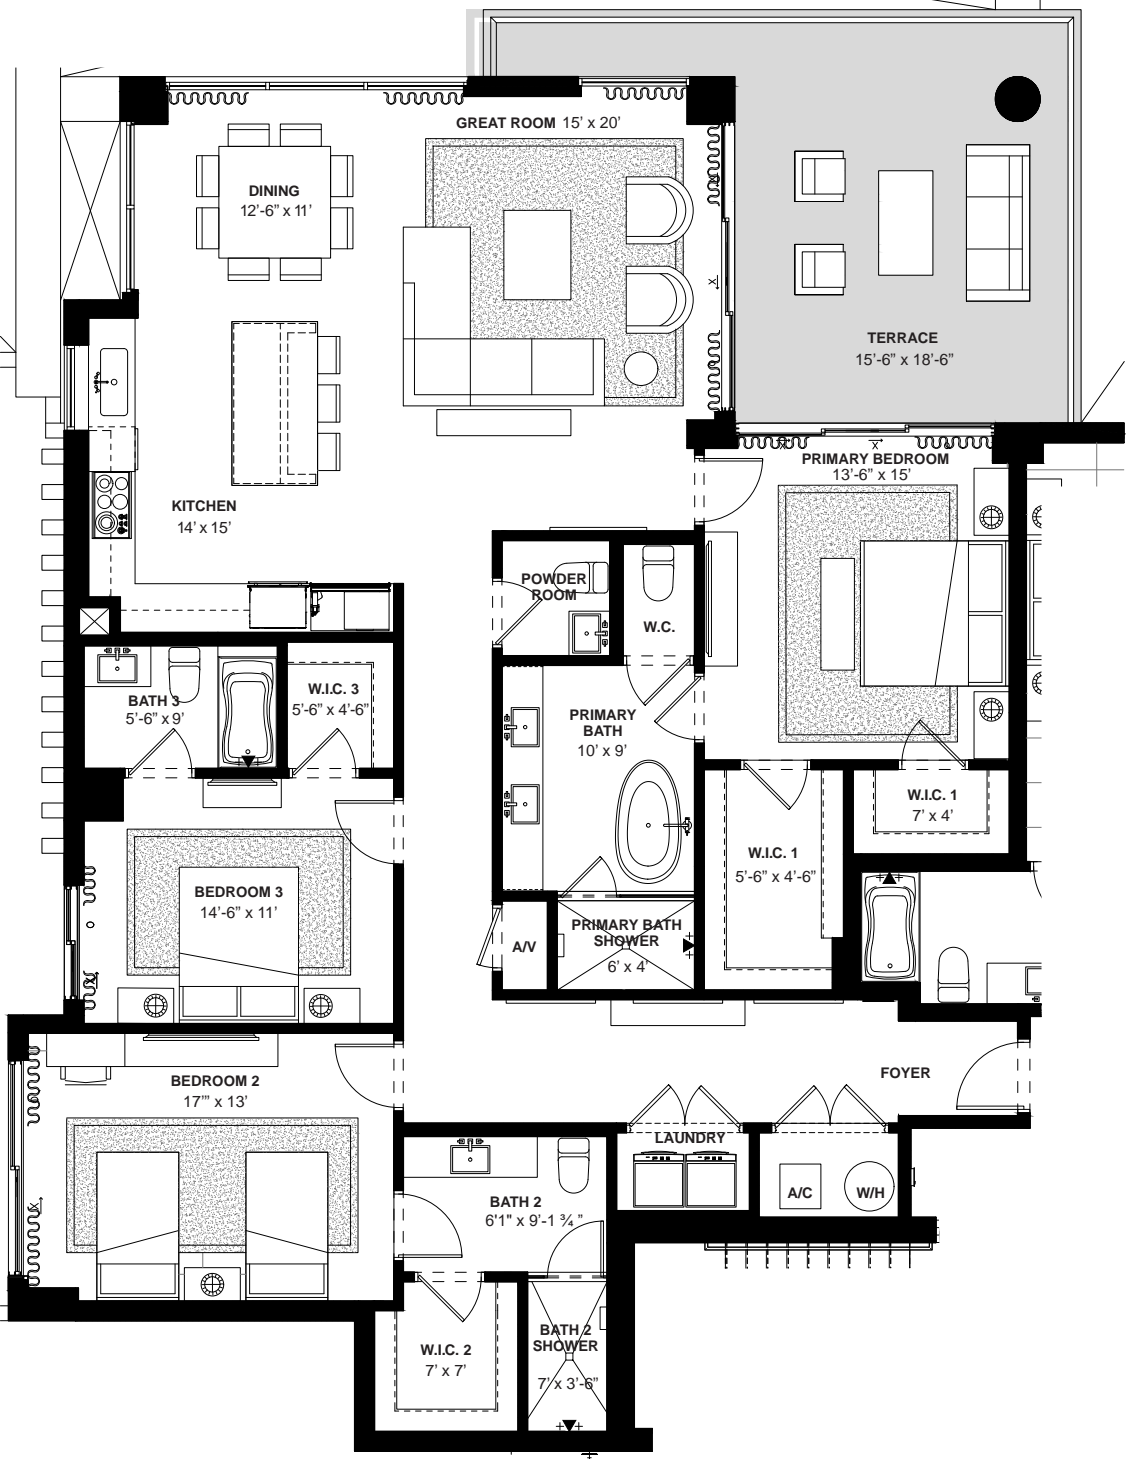 GREAT ROOM 15' x 20'
DINING
12'-6" x 11'
TERRACE
15'-6" x 18'-6"
PRIMARY BEDROOM
13'-6" x 15'
KITCHEN
14' x 15'
POWDER
ROOM
W.C.
BATH 3
5'-6" x 9'
W.I.C. 3
5'-6" x 4'-6"
PRIMARY
BATH
10' x 9'
W.I.C. 1
7' x 4'
W.I.C. 1
5'-6" x 4'-6"
BEDROOM 3
14'-6" x 11'
A/V
PRIMARY BATH
SHOWER
6' x 4'
FOYER
BEDROOM 2
17'" x 13'
LAUNDRY
A/C
W/H
BATH 2
6'1" x 9'-1 ¾ "
W.I.C. 2
7' x 7'
BATH 2
SHOWER
7' x 3'-6"